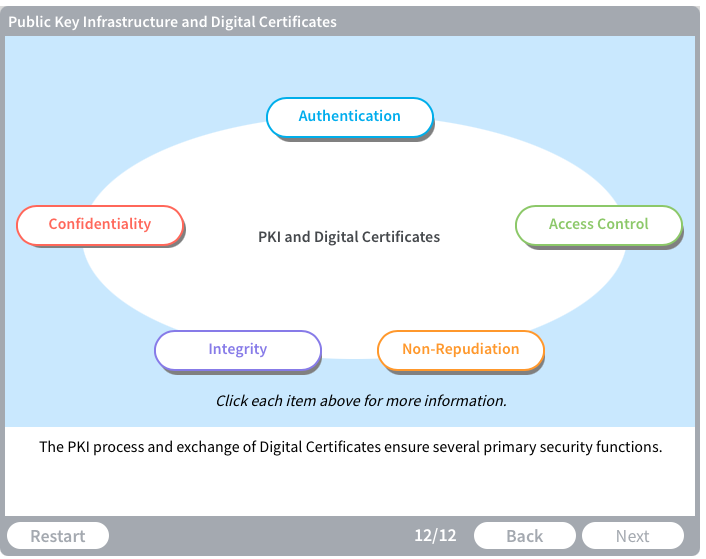 Public Key Infrastructure and Digital Certificates
Authentication
Confidentiality
Access Control
PKI and Digital Certificates
Integrity
Non-Repudiation
Click each item above for more information.
The PKI process and exchange of Digital Certificates ensure several primary security functions.
Restart
12/12
Back
Next